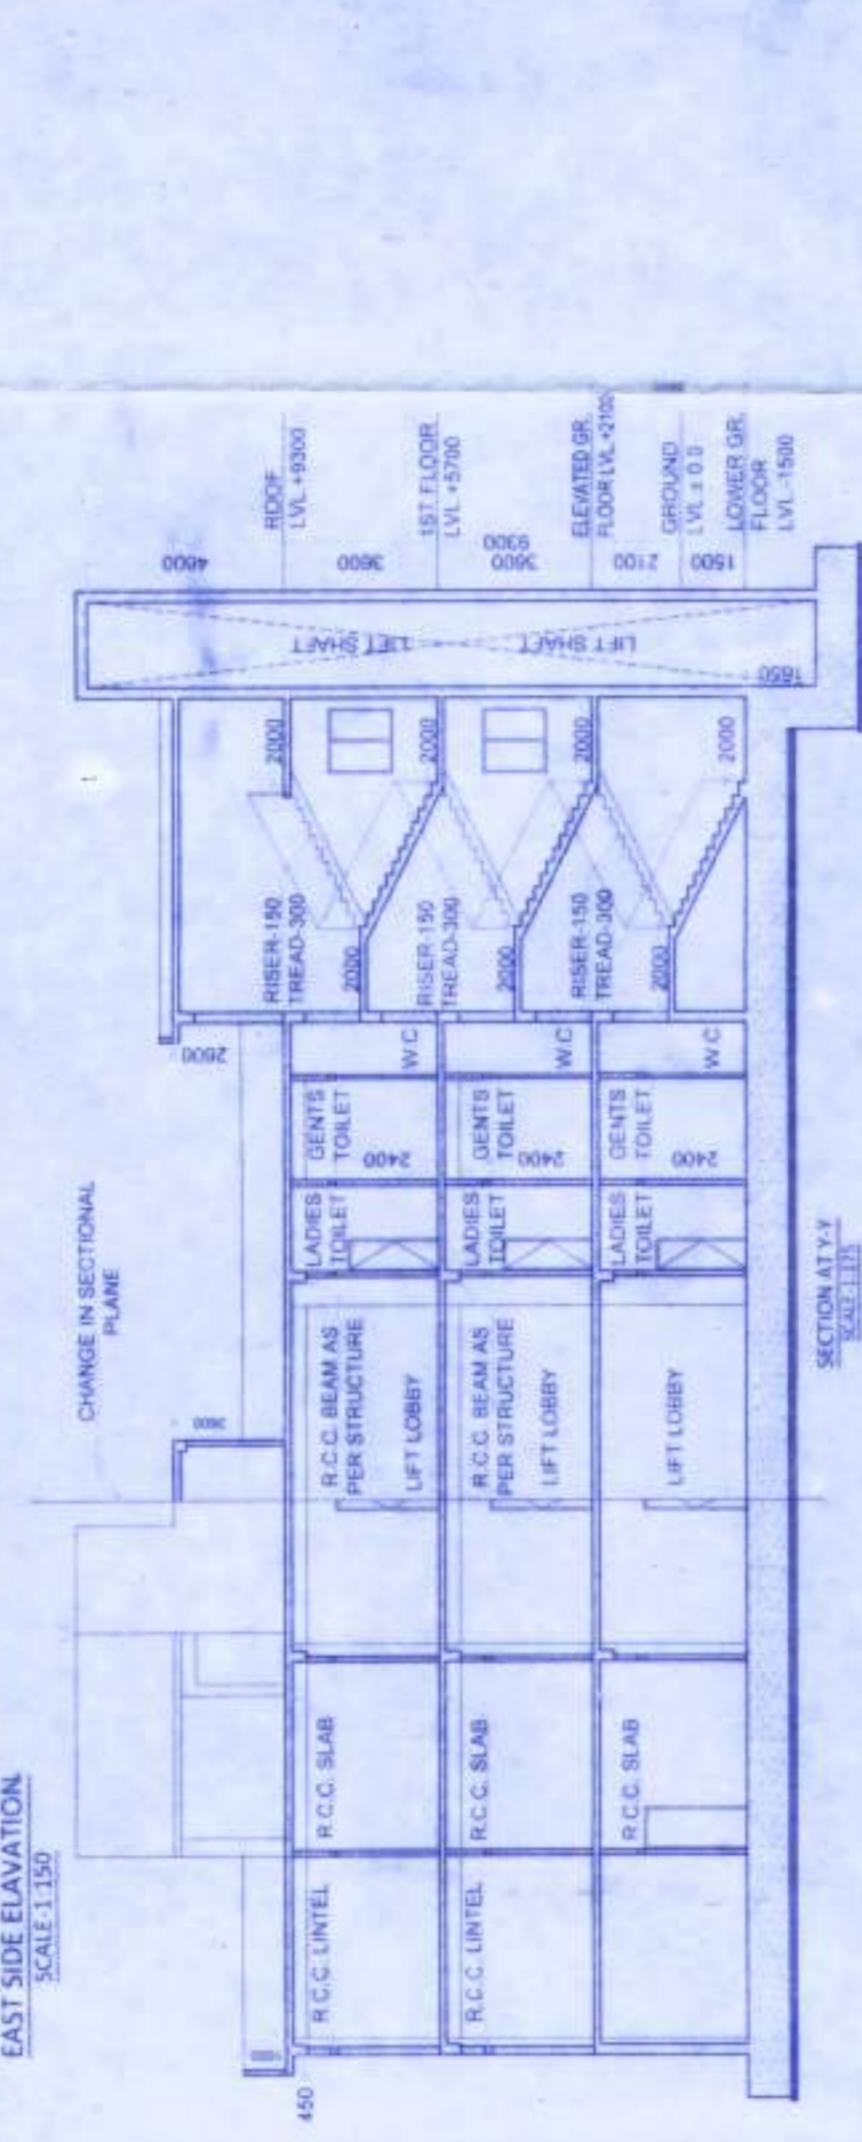 EAST SIDE ELAVATION
SCALE-1:150
CHANGE IN SECTIONAL
PLANE
450
3600
2600
4600
ROOF
LVL +9300
3600
1ST FLOOR
LVL +5700
9300
3600
ELEVATED GR.
FLOOR LVL +2100
2100
GROUND
LVL ± 0.0
1500
LOWER GR.
FLOOR
LVL -1500
LIFT SHAFT
LIFT SHAFT
1650
R.C.C. LINTEL
R.C.C. SLAB
R.C.C. BEAM AS
PER STRUCTURE
LIFT LOBBY
LADIES
TOILET
GENTS
TOILET
2400
W.C
RISER-150
TREAD-300
2000
2000
R.C.C. LINTEL
R.C.C. SLAB
R.C.C. BEAM AS
PER STRUCTURE
LIFT LOBBY
LADIES
TOILET
GENTS
TOILET
2400
W.C
RISER-150
TREAD-300
2000
2000
R.C.C. SLAB
LIFT LOBBY
LADIES
TOILET
GENTS
TOILET
2400
W.C
RISER-150
TREAD-300
2000
2000
2000
SECTION AT Y-Y
SCALE-1:175